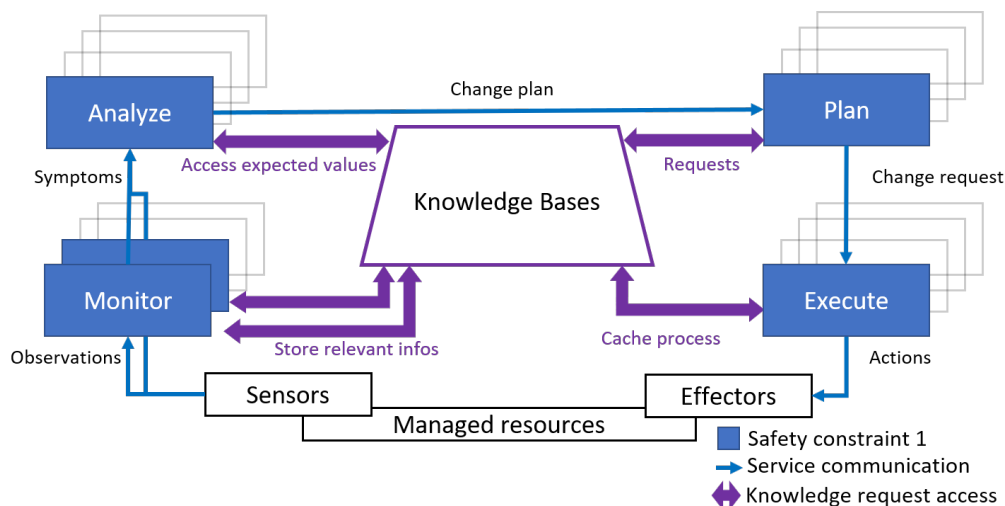 Change plan
Analyze
Plan
Access expected values
Requests
Symptoms
Change request
Knowledge Bases
Monitor
Execute
Store relevant infos
Cache process
Observations
Actions
Sensors
Effectors
Managed resources
Safety constraint 1
Service communication
Knowledge request access